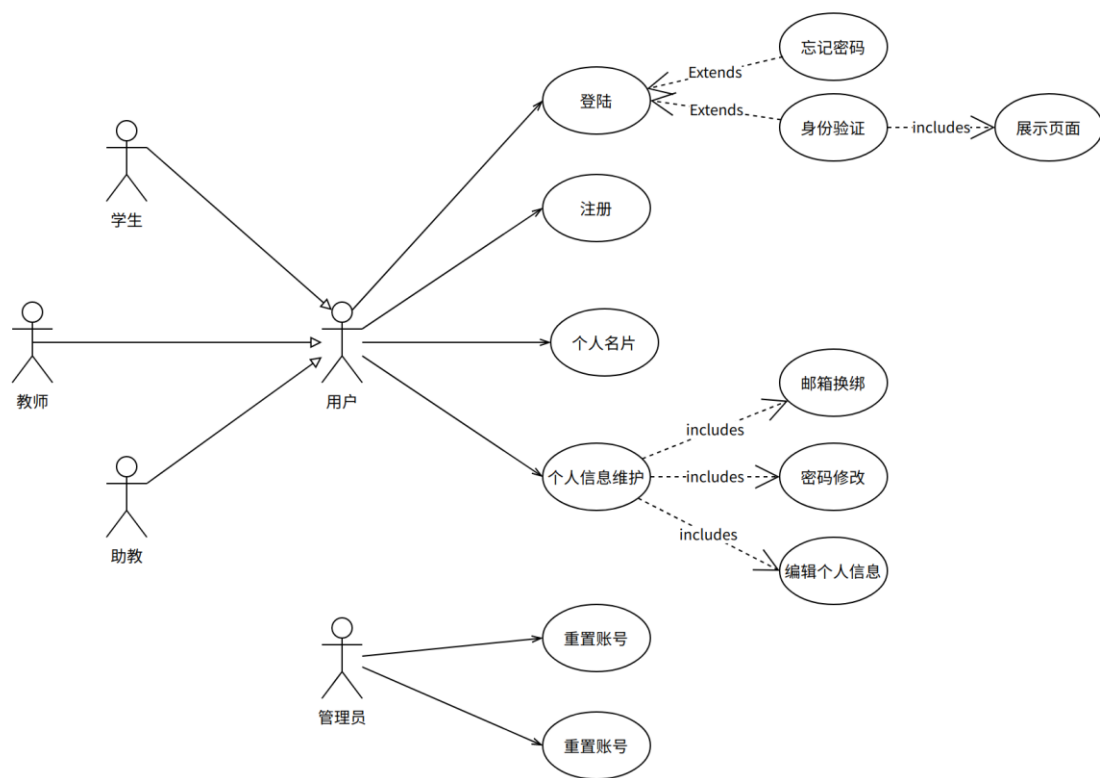 忘记密码
Extends
登陆
Extends
身份验证
includes
展示页面
学生
注册
教师
用户
个人名片
邮箱换绑
includes
个人信息维护
includes
密码修改
includes
编辑个人信息
助教
管理员
重置账号
重置账号